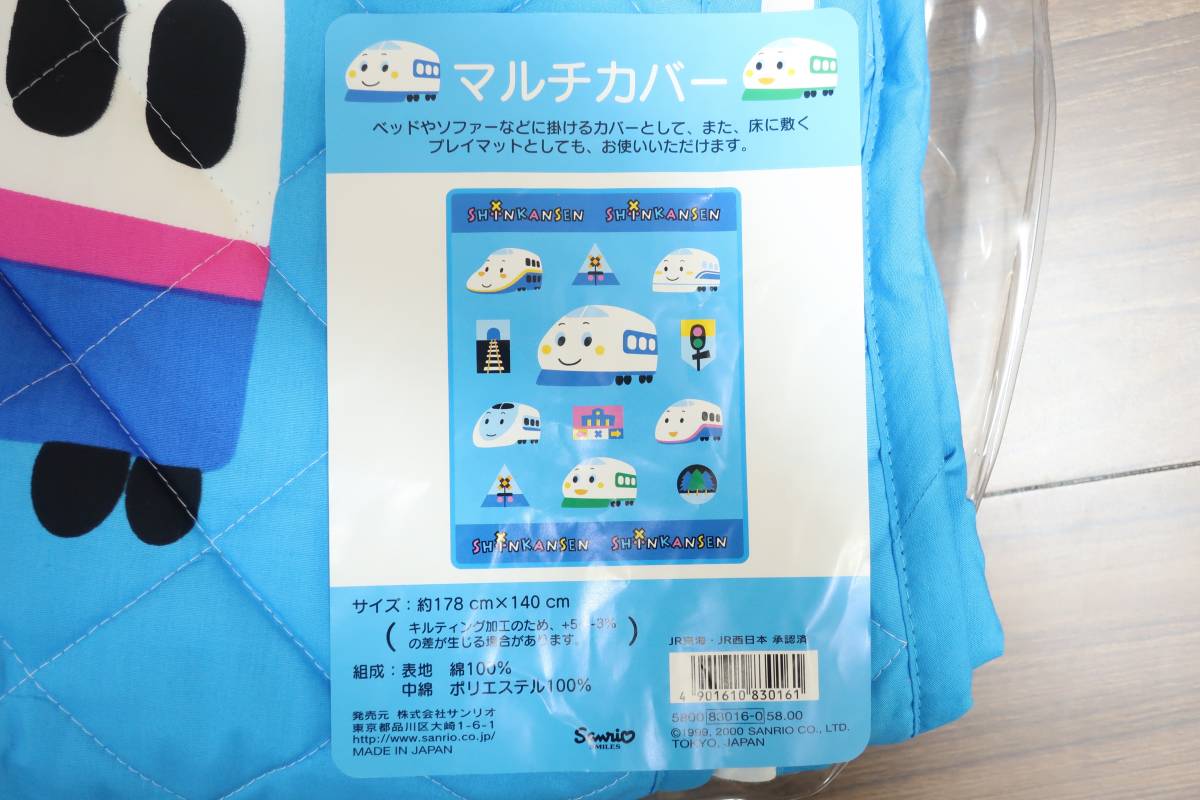 マルチカバー
ベッドやソファーなどに掛けるカバーとして、また、床に敷く
プレイマットとしても、お使いいただけます。
SHINKANSEN SHINKANSEN
SHINKANSEN SHINKANSEN
サイズ：約178 cm×140 cm
キルティング加工のため、+5 -3%
の差が生じる場合があります。
組成：表地 綿100%
中綿 ポリエステル100%
発売元 株式会社サンリオ
東京都品川区大崎1-6-1
http://www.sanrio.co.jp/
MADE IN JAPAN
Sanrio
SMILES
JR東海・JR西日本 承認済
4 901610 830161
5800 83016-0 58.00
©1999, 2000 SANRIO CO., LTD.
TOKYO, JAPAN